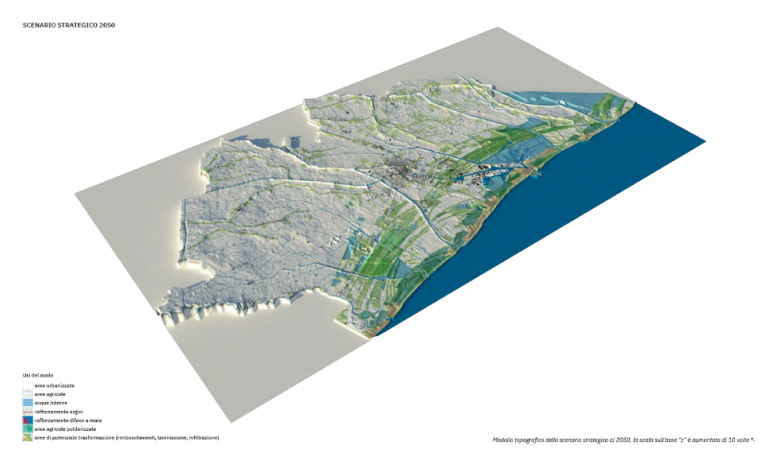 SCENARIO STRATEGICO 2050
Usi del suolo
aree urbanizzate
aree agricole
acque interne
rafforzamento argini
rafforzamento difese a mare
aree agricole polderizzate
aree di potenziale trasformazione (rimboschimenti, laminazione, infiltrazione)
Modello topografico dello scenario strategico al 2050, la scala sull'asse "z" è aumentata di 10 volte